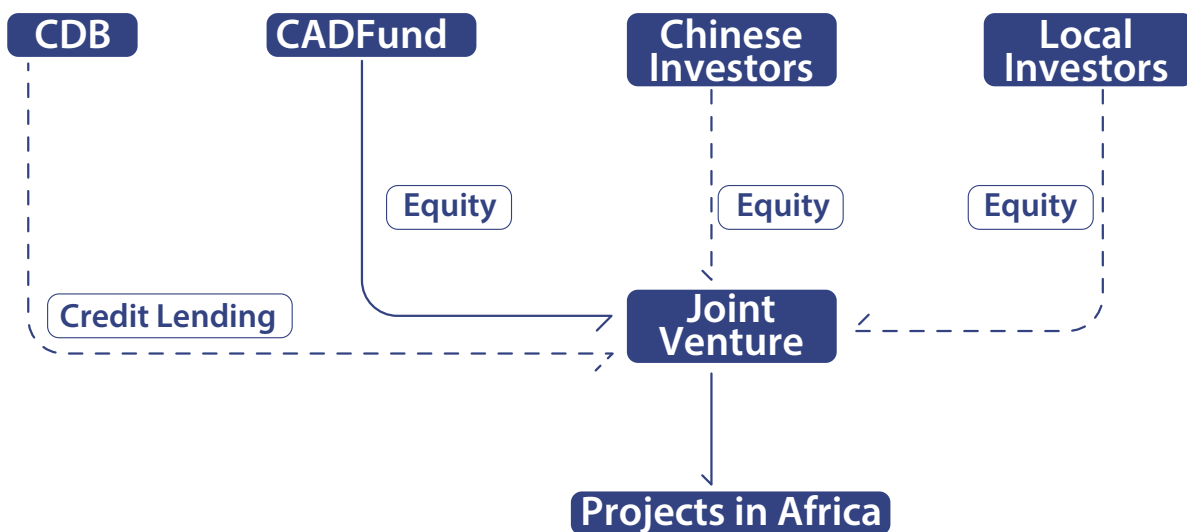 CDB
CADFund
Chinese
Investors
Local
Investors
Equity
Equity
Equity
Credit Lending
Joint
Venture
Projects in Africa